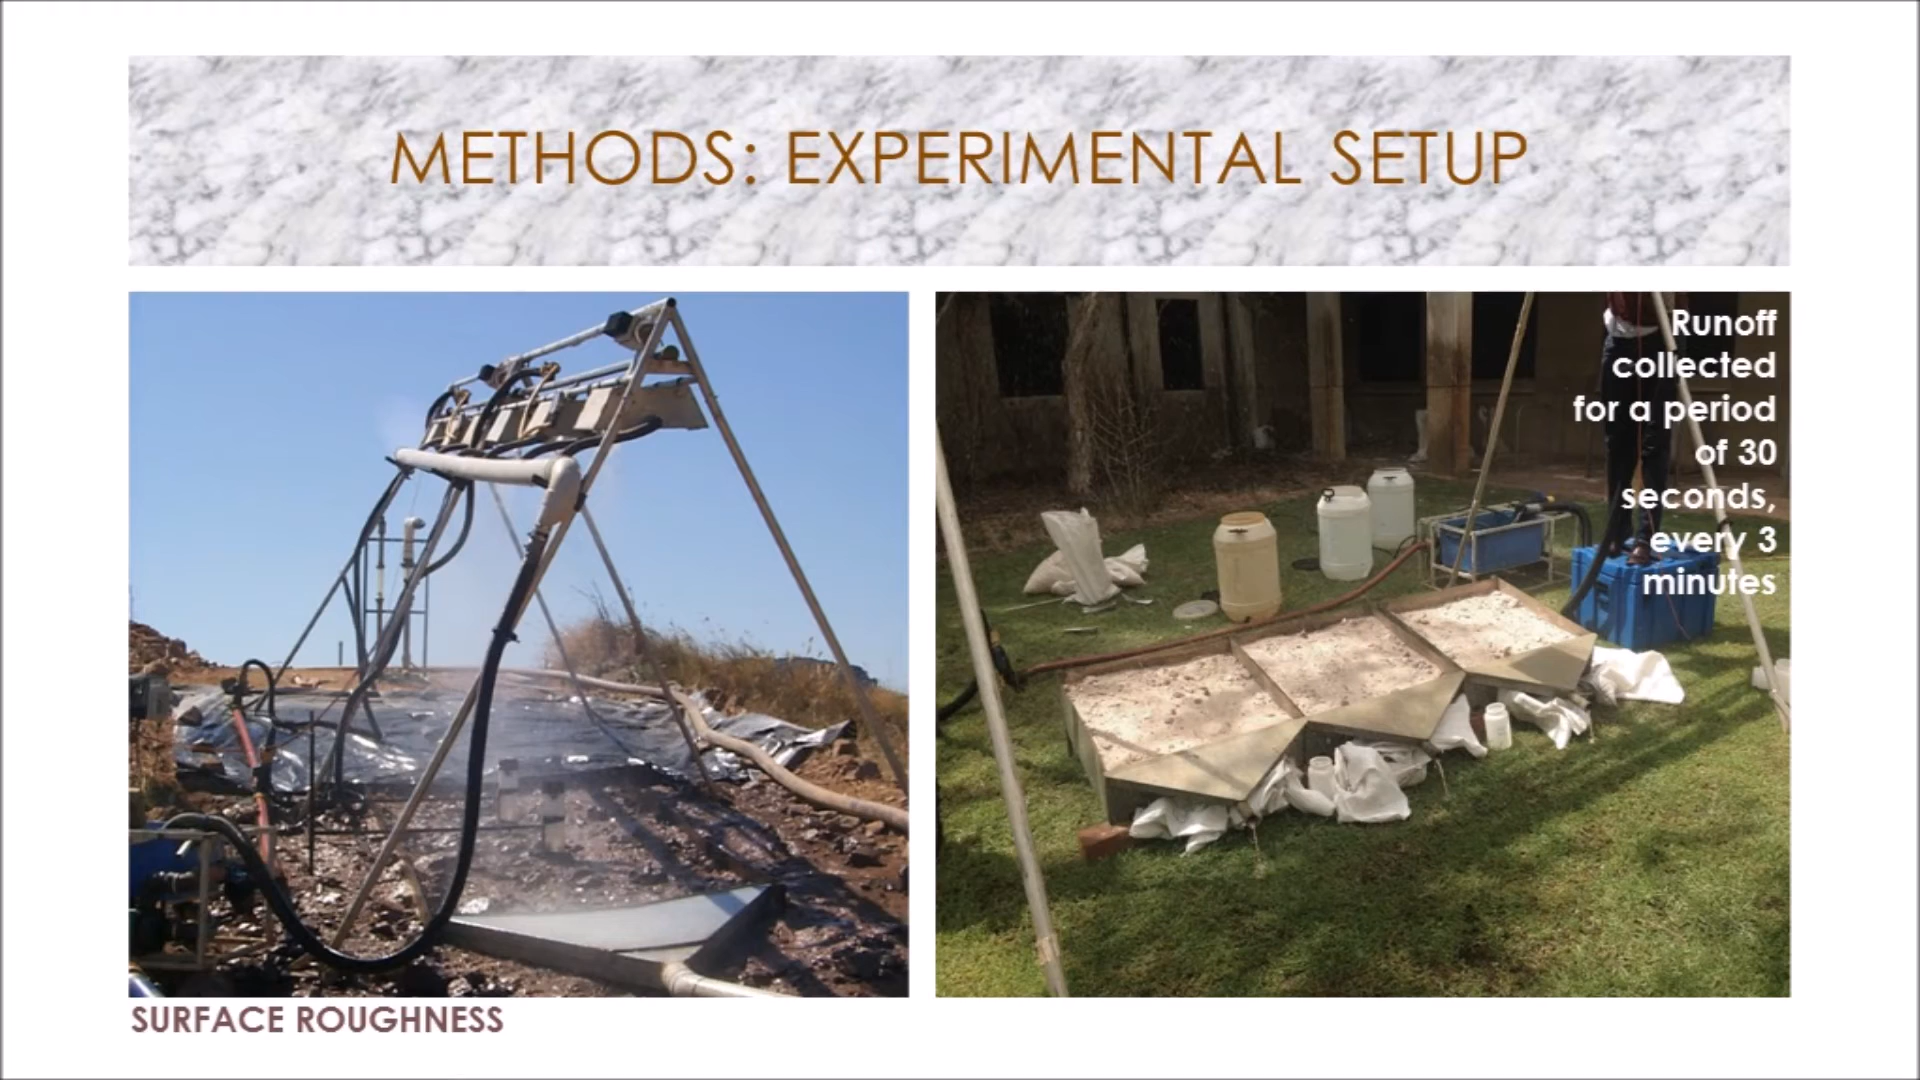 METHODS: EXPERIMENTAL SETUP
Runoff
collected
for a period
of 30
seconds,
every 3
minutes
SURFACE ROUGHNESS